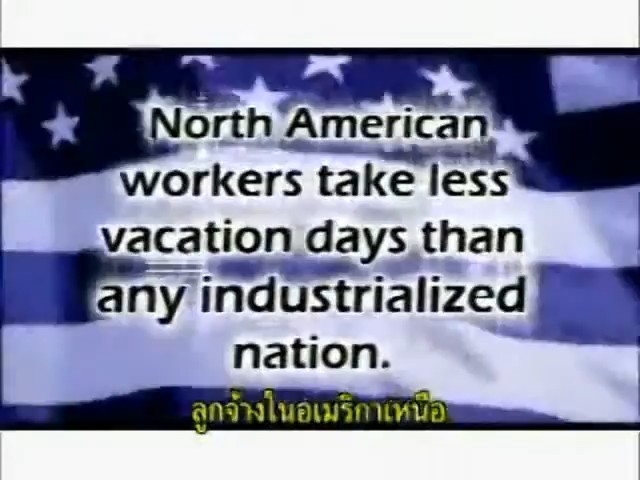 North American
workers take less
vacation days than
any industrialized
nation.
ลูกจ้างในอเมริกาเหนือ